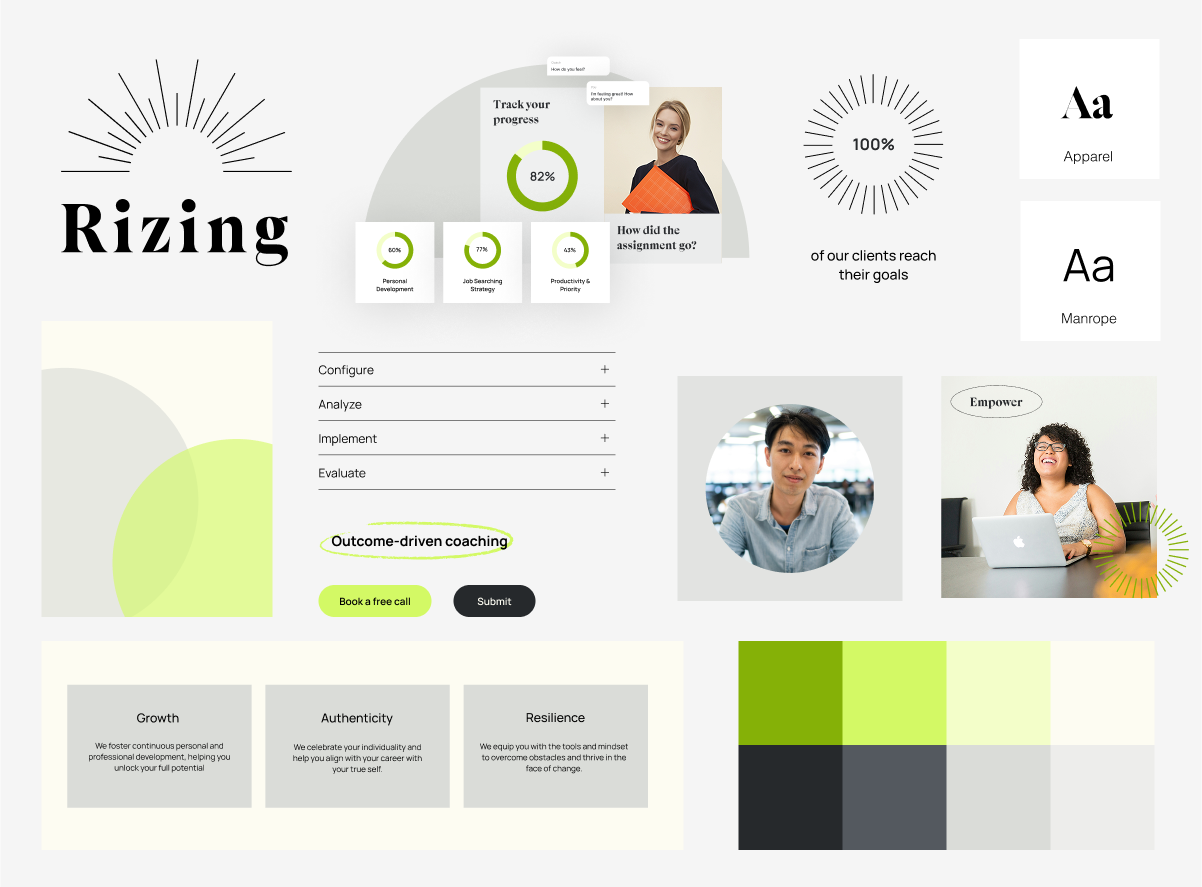 Rizing
Coach
How do you feel?
You
I'm feeling great! How
about you?
Track your
progress
82%
How did the
assignment go?
60%
Personal
Development
77%
Job Searching
Strategy
43%
Productivity &
Priority
100%
of our clients reach
their goals
Aa
Apparel
Aa
Manrope
Configure
Analyze
Implement
Evaluate
Outcome-driven coaching
Book a free call
Submit
Empower
Growth
We foster continuous personal and
professional development, helping you
unlock your full potential
Authenticity
We celebrate your individuality and
help you align with your career with
your true self.
Resilience
We equip you with the tools and mindset
to overcome obstacles and thrive in the
face of change.